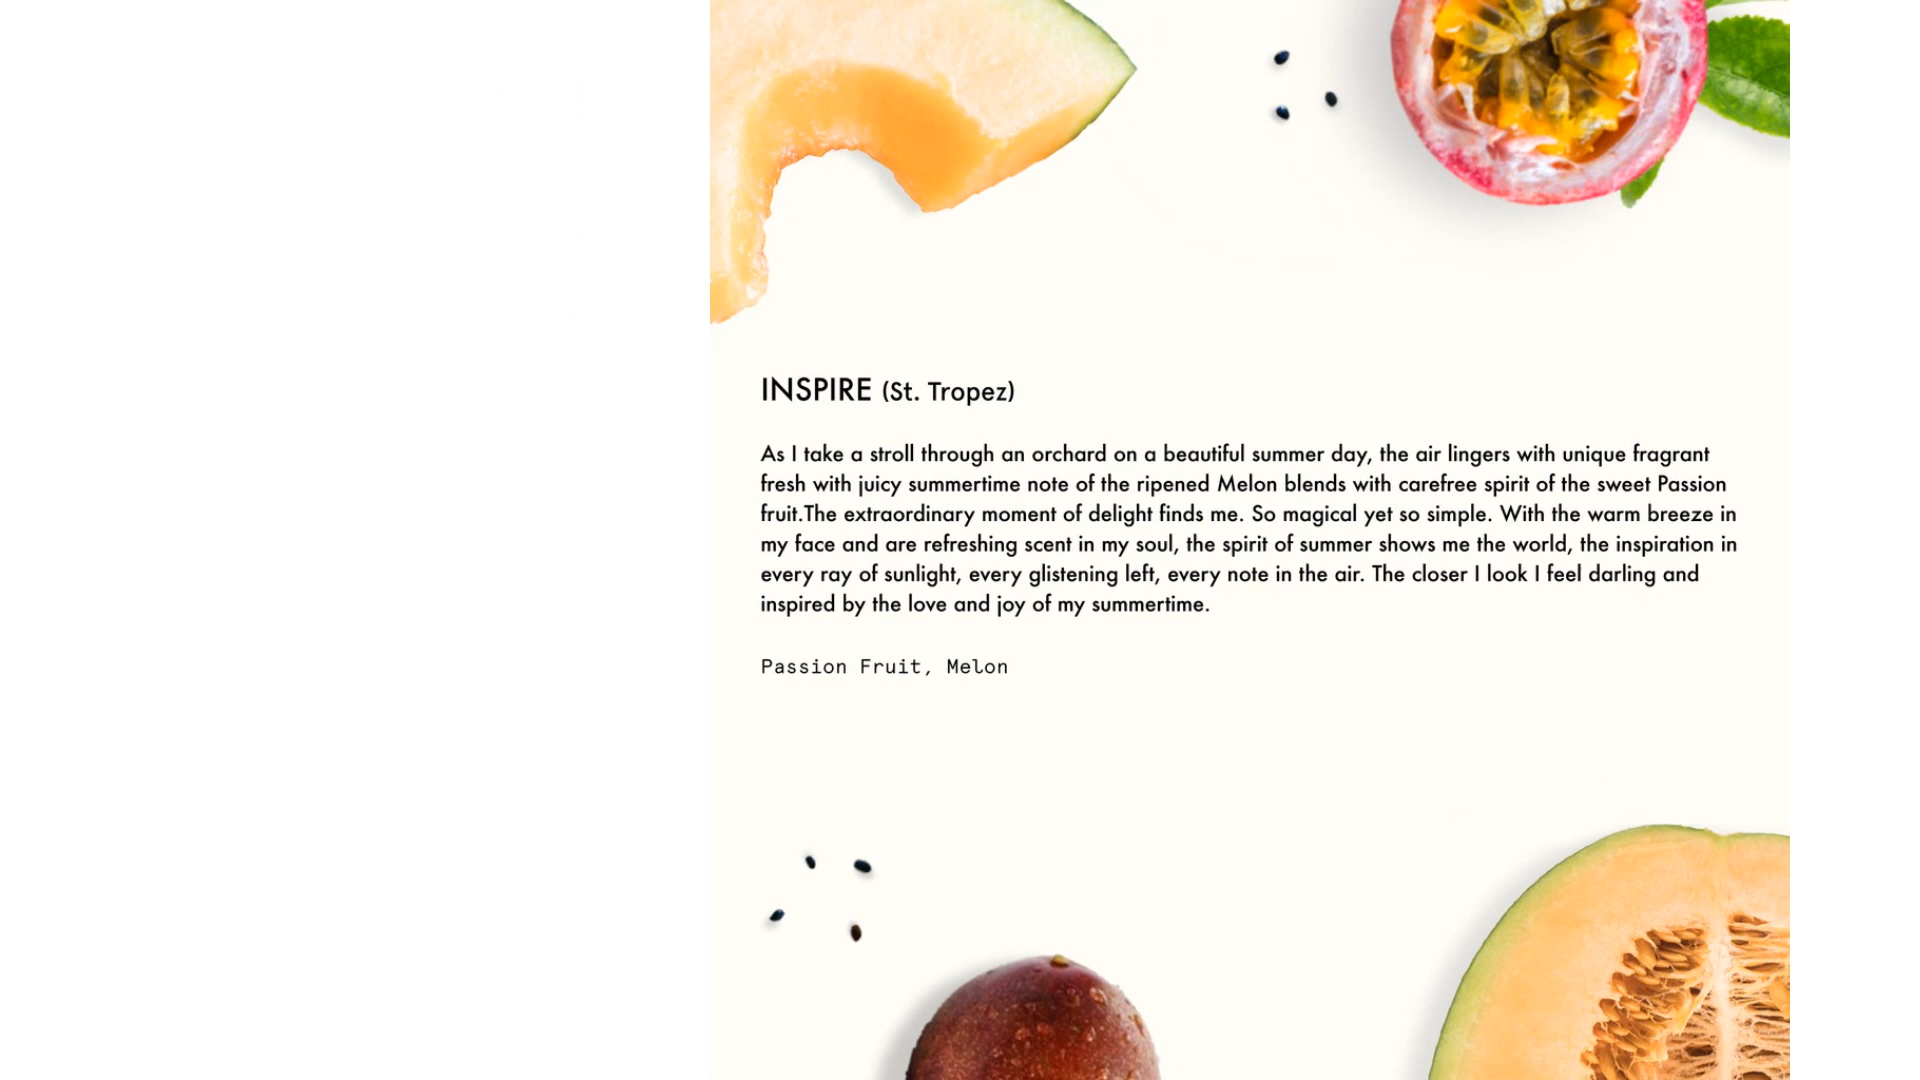 INSPIRE (St. Tropez)
As I take a stroll through an orchard on a beautiful summer day, the air lingers with unique fragrant
fresh with juicy summertime note of the ripened Melon blends with carefree spirit of the sweet Passion
fruit.The extraordinary moment of delight finds me. So magical yet so simple. With the warm breeze in
my face and are refreshing scent in my soul, the spirit of summer shows me the world, the inspiration in
every ray of sunlight, every glistening left, every note in the air. The closer I look I feel darling and
inspired by the love and joy of my summertime.
Passion Fruit, Melon